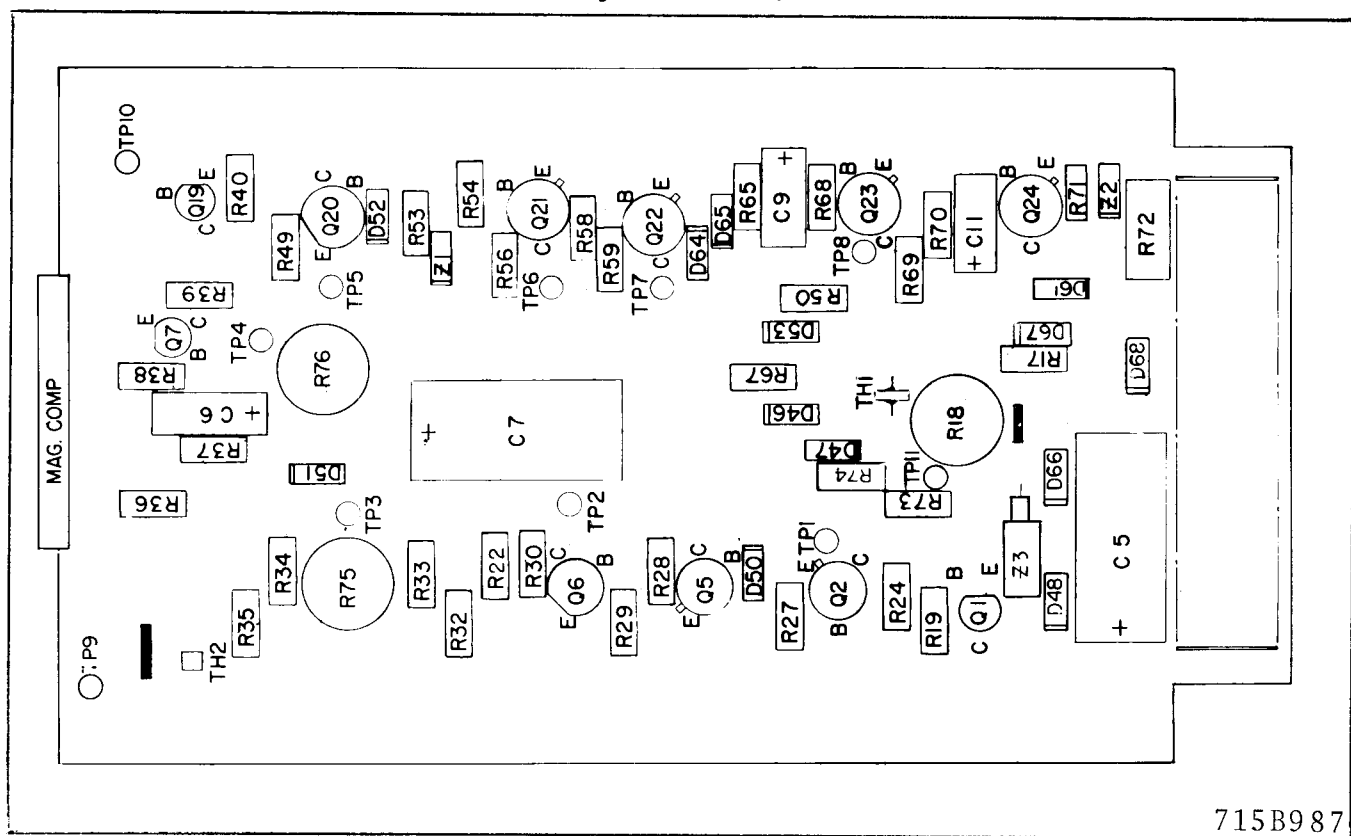 TP10
B
E
Q19
C
R40
R49
C
B
Q20
E
D52
TP5
R53
Z1
R54
B
E
Q21
C
R56
TP6
R58
R59
B
E
Q22
C
TP7
D64
D65
R65
+
C9
R68
B
E
Q23
C
TP8
R69
R70
+ C11
B
E
Q24
C
R71
Z2
R72
MAG. COMP
R39
E
Q7
C
B
TP4
R38
C6 +
R37
R36
R76
D51
TP3
+
C7
TP2
R50
D53
R67
D46
TH1
D47
R74
TP11
R73
R18
D61
D67
R17
D68
D66
C5
+
D48
Z3
R34
R75
R35
TH2
R33
R32
R22
R30
C
B
Q6
E
R29
R28
C
B
Q5
E
D50
R27
E
TP1
C
Q2
B
R24
R19
B
E
Q1
C
715B987